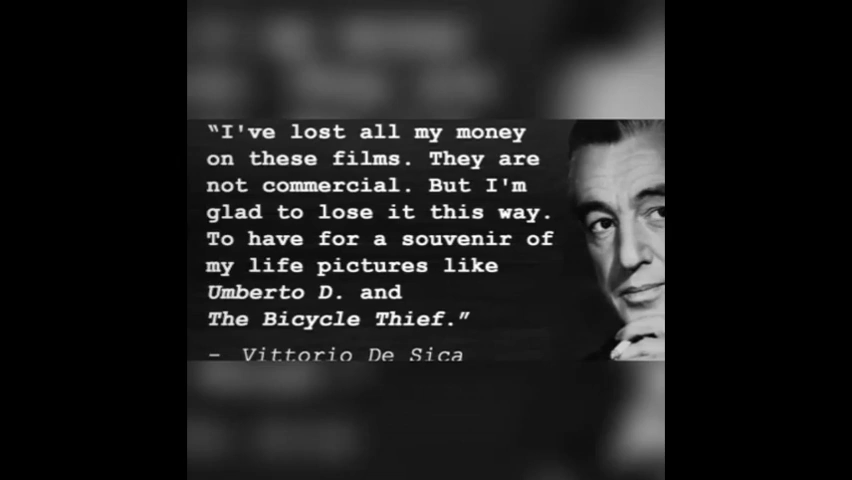 “I've lost all my money
on these films. They are
not commercial. But I'm
glad to lose it this way.
To have for a souvenir of
my life pictures like
Umberto D. and
The Bicycle Thief.”
- Vittorio De Sica